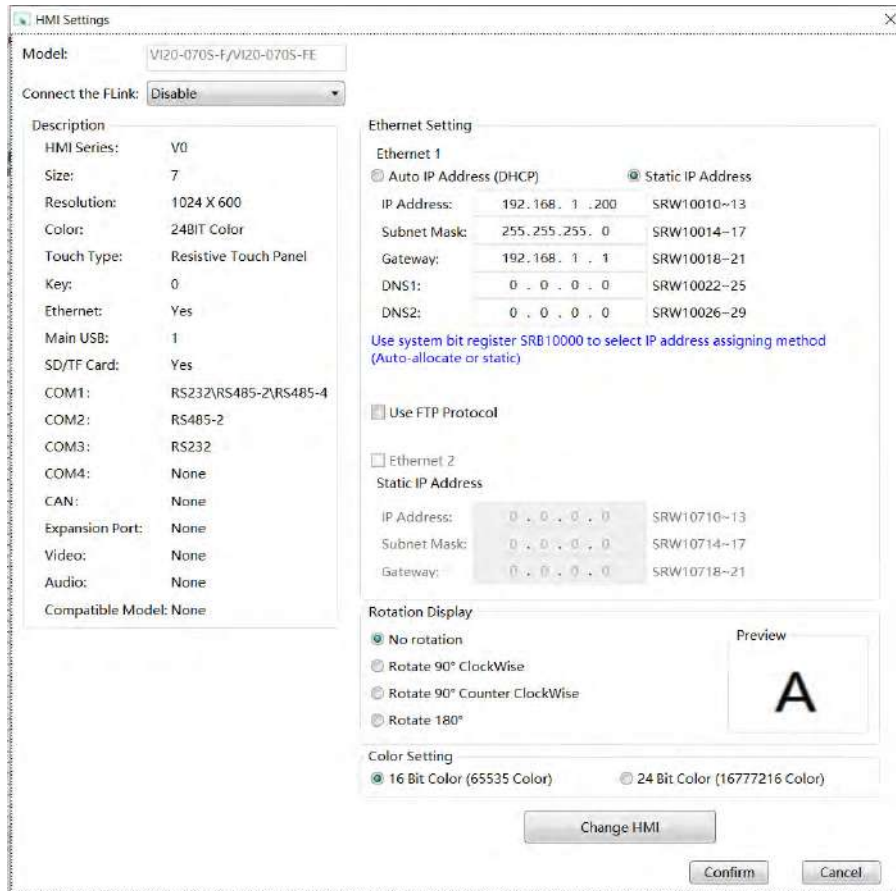 HMI Settings
Model: VI20-070S-F/VI20-070S-FE
Connect the FLink: Disable
Description
HMI Series: V0
Size: 7
Resolution: 1024 X 600
Color: 24BIT Color
Touch Type: Resistive Touch Panel
Key: 0
Ethernet: Yes
Main USB: 1
SD/TF Card: Yes
COM1: RS232\RS485-2\RS485-4
COM2: RS485-2
COM3: RS232
COM4: None
CAN: None
Expansion Port: None
Video: None
Audio: None
Compatible Model: None
Ethernet Setting
Ethernet 1
Auto IP Address (DHCP) Static IP Address
IP Address: 192.168. 1 .200 SRW10010~13
Subnet Mask: 255.255.255. 0 SRW10014~17
Gateway: 192.168. 1 . 1 SRW10018~21
DNS1: 0 . 0 . 0 . 0 SRW10022~25
DNS2: 0 . 0 . 0 . 0 SRW10026~29
Use system bit register SRB10000 to select IP address assigning method
(Auto-allocate or static)
Use FTP Protocol
Ethernet 2
Static IP Address
IP Address: 0 . 0 . 0 . 0 SRW10710~13
Subnet Mask: 0 . 0 . 0 . 0 SRW10714~17
Gateway: 0 . 0 . 0 . 0 SRW10718~21
Rotation Display
No rotation
Rotate 90° ClockWise
Rotate 90° Counter ClockWise
Rotate 180°
Preview
A
Color Setting
16 Bit Color (65535 Color) 24 Bit Color (16777216 Color)
Change HMI
Confirm Cancel